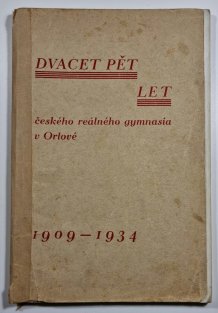 DVACET PĚT
LET
českého reálného gymnasia
v Orlové
1909—1934